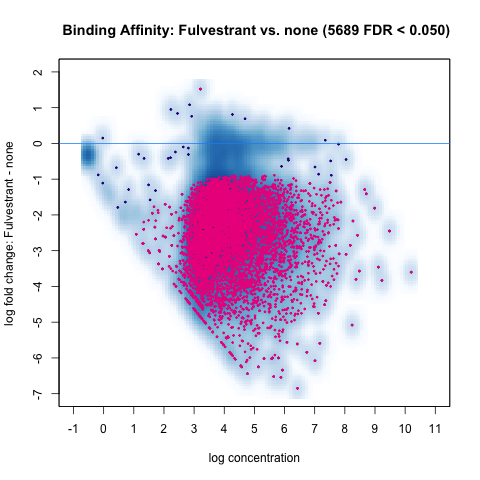 Binding Affinity: Fulvestrant vs. none (5689 FDR < 0.050)
2
1
0
-1
-2
-3
-4
-5
-6
-7
log fold change: Fulvestrant - none
-1 0 1 2 3 4 5 6 7 8 9 10 11
log concentration